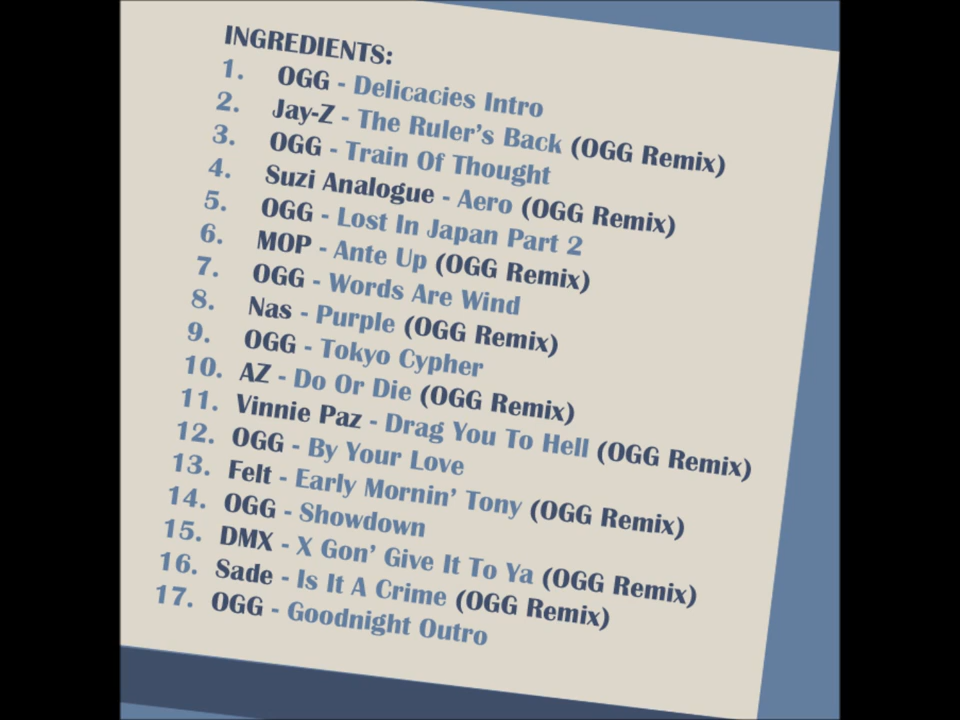 INGREDIENTS:
1. OGG - Delicacies Intro
2. Jay-Z - The Ruler's Back (OGG Remix)
3. OGG - Train Of Thought
4. Suzi Analogue - Aero (OGG Remix)
5. OGG - Lost In Japan Part 2
6. MOP - Ante Up (OGG Remix)
7. OGG - Words Are Wind
8. Nas - Purple (OGG Remix)
9. OGG - Tokyo Cypher
10. AZ - Do Or Die (OGG Remix)
11. Vinnie Paz - Drag You To Hell (OGG Remix)
12. OGG - By Your Love
13. Felt - Early Mornin' Tony (OGG Remix)
14. OGG - Showdown
15. DMX - X Gon' Give It To Ya (OGG Remix)
16. Sade - Is It A Crime (OGG Remix)
17. OGG - Goodnight Outro